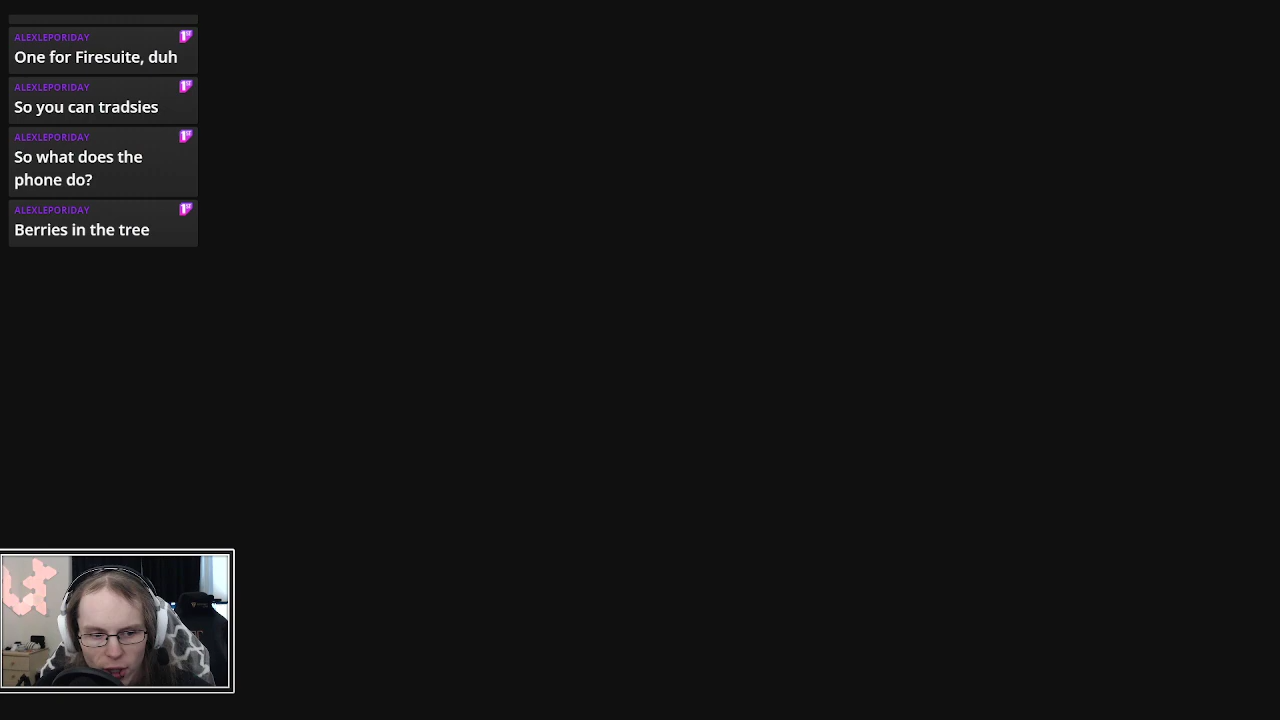 ALEXLEPORIDAY
One for Firesuite, duh
ALEXLEPORIDAY
So you can tradsies
ALEXLEPORIDAY
So what does the
phone do?
ALEXLEPORIDAY
Berries in the tree